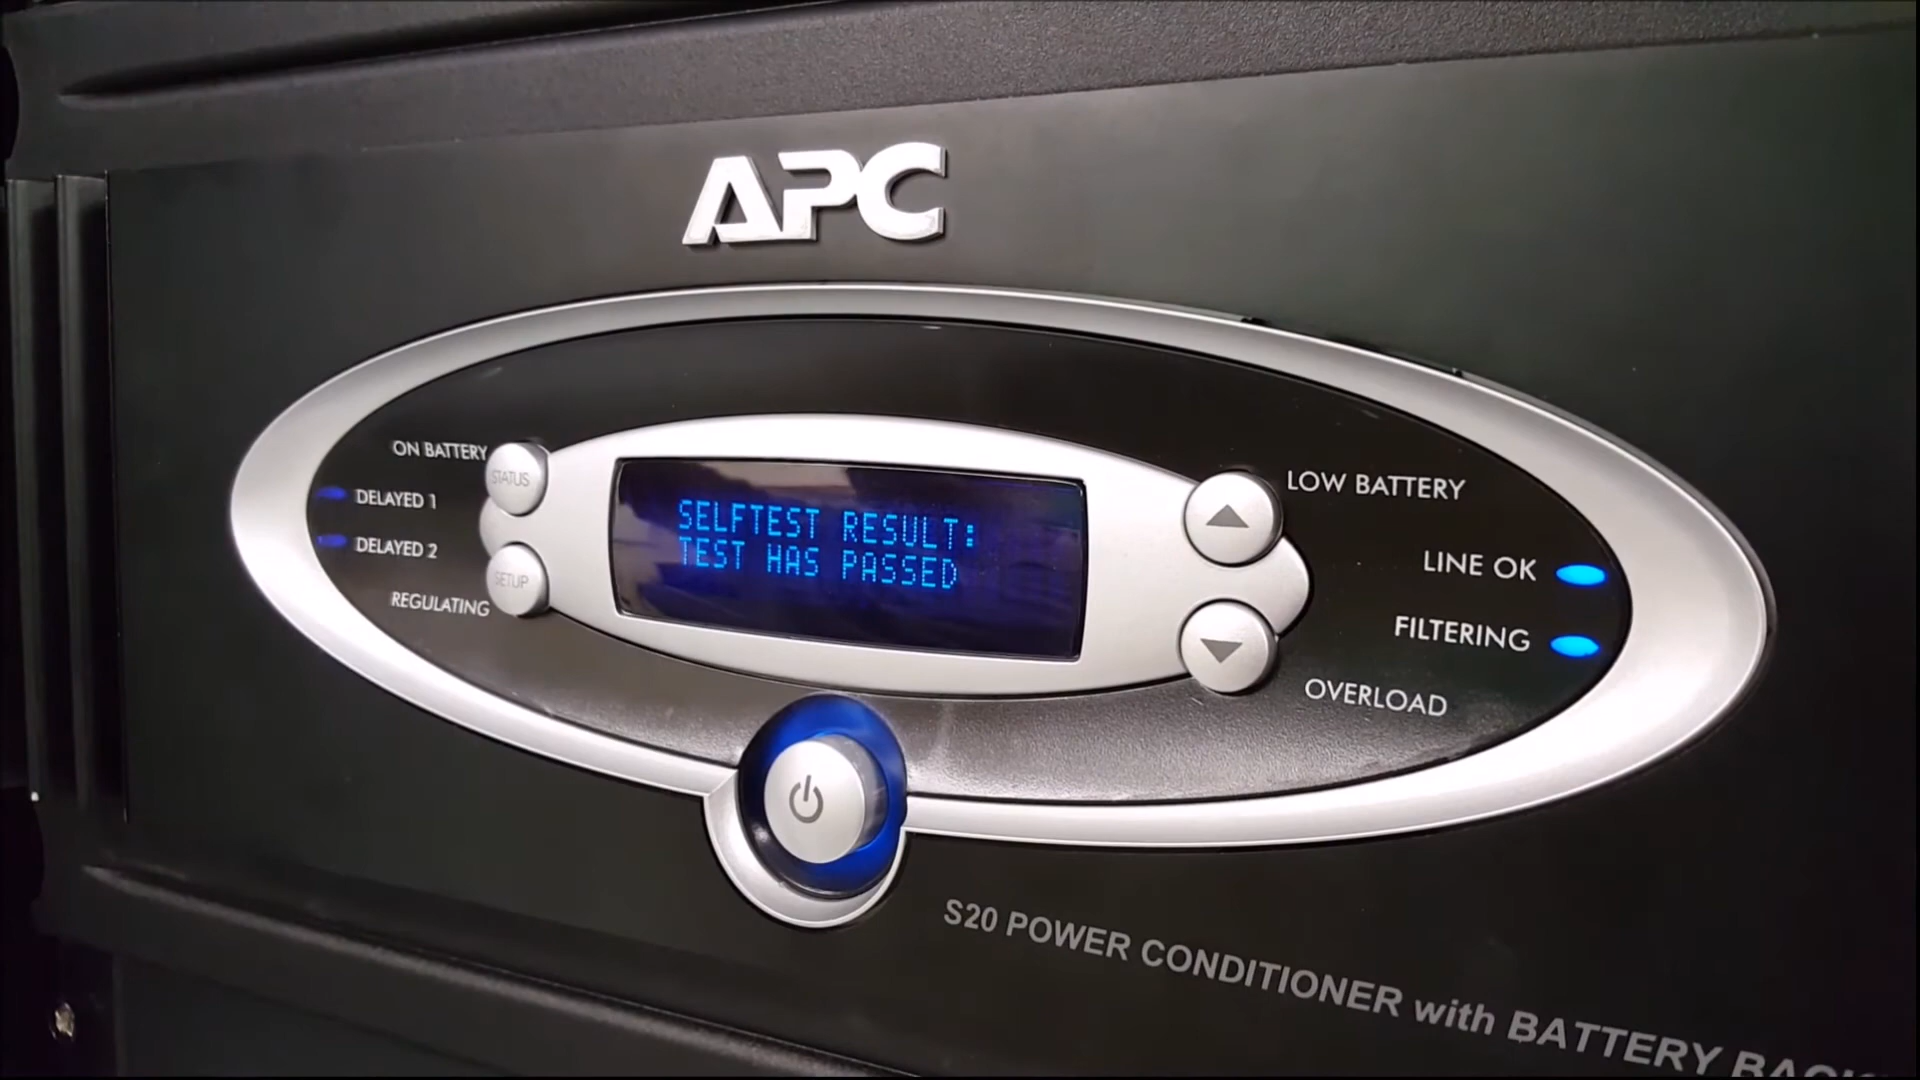 APC
ON BATTERY
DELAYED 1
DELAYED 2
REGULATING
STATUS
SETUP
SELFTEST RESULT:
TEST HAS PASSED
LOW BATTERY
LINE OK
FILTERING
OVERLOAD
S20 POWER CONDITIONER with BATTERY BACK